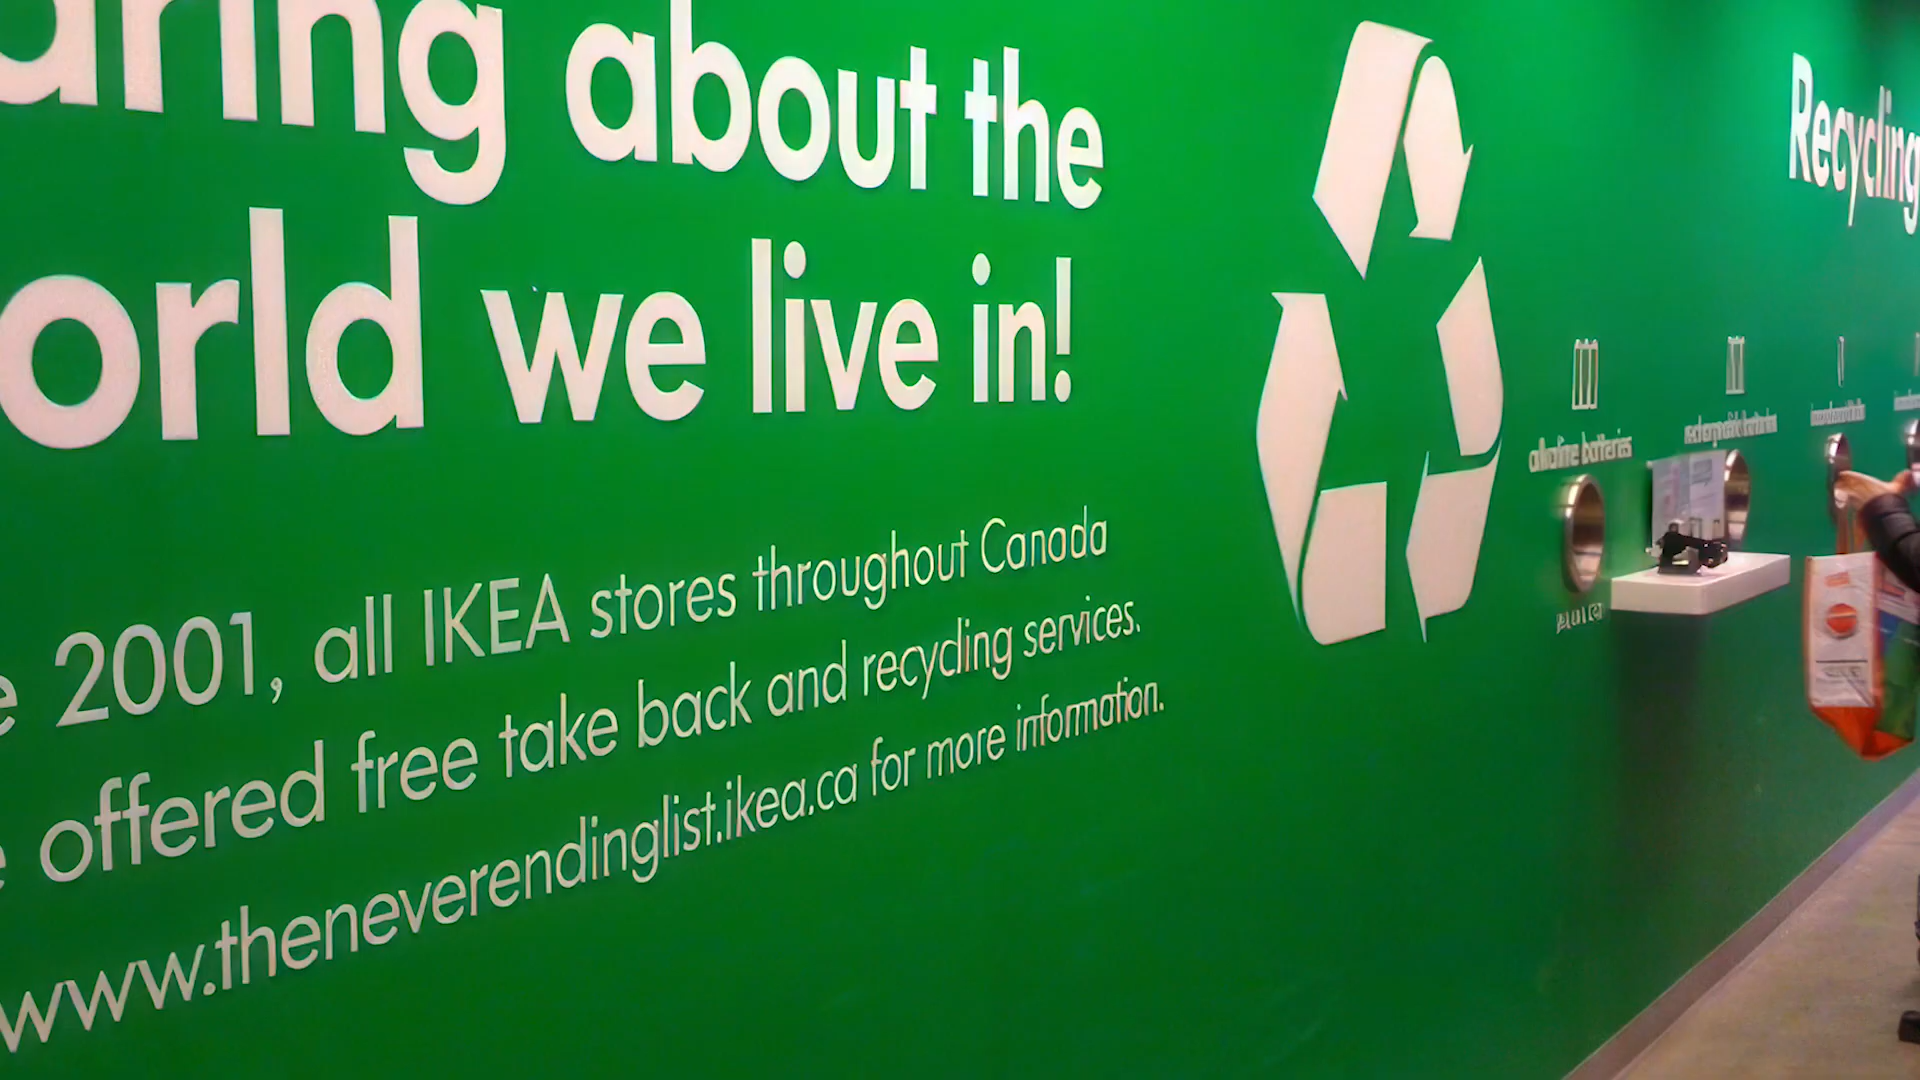 aring about the
orld we live in!
e 2001, all IKEA stores throughout Canada
e offered free take back and recycling services.
www.theneverendinglist.ikea.ca for more information.
Recycling
alkaline batteries